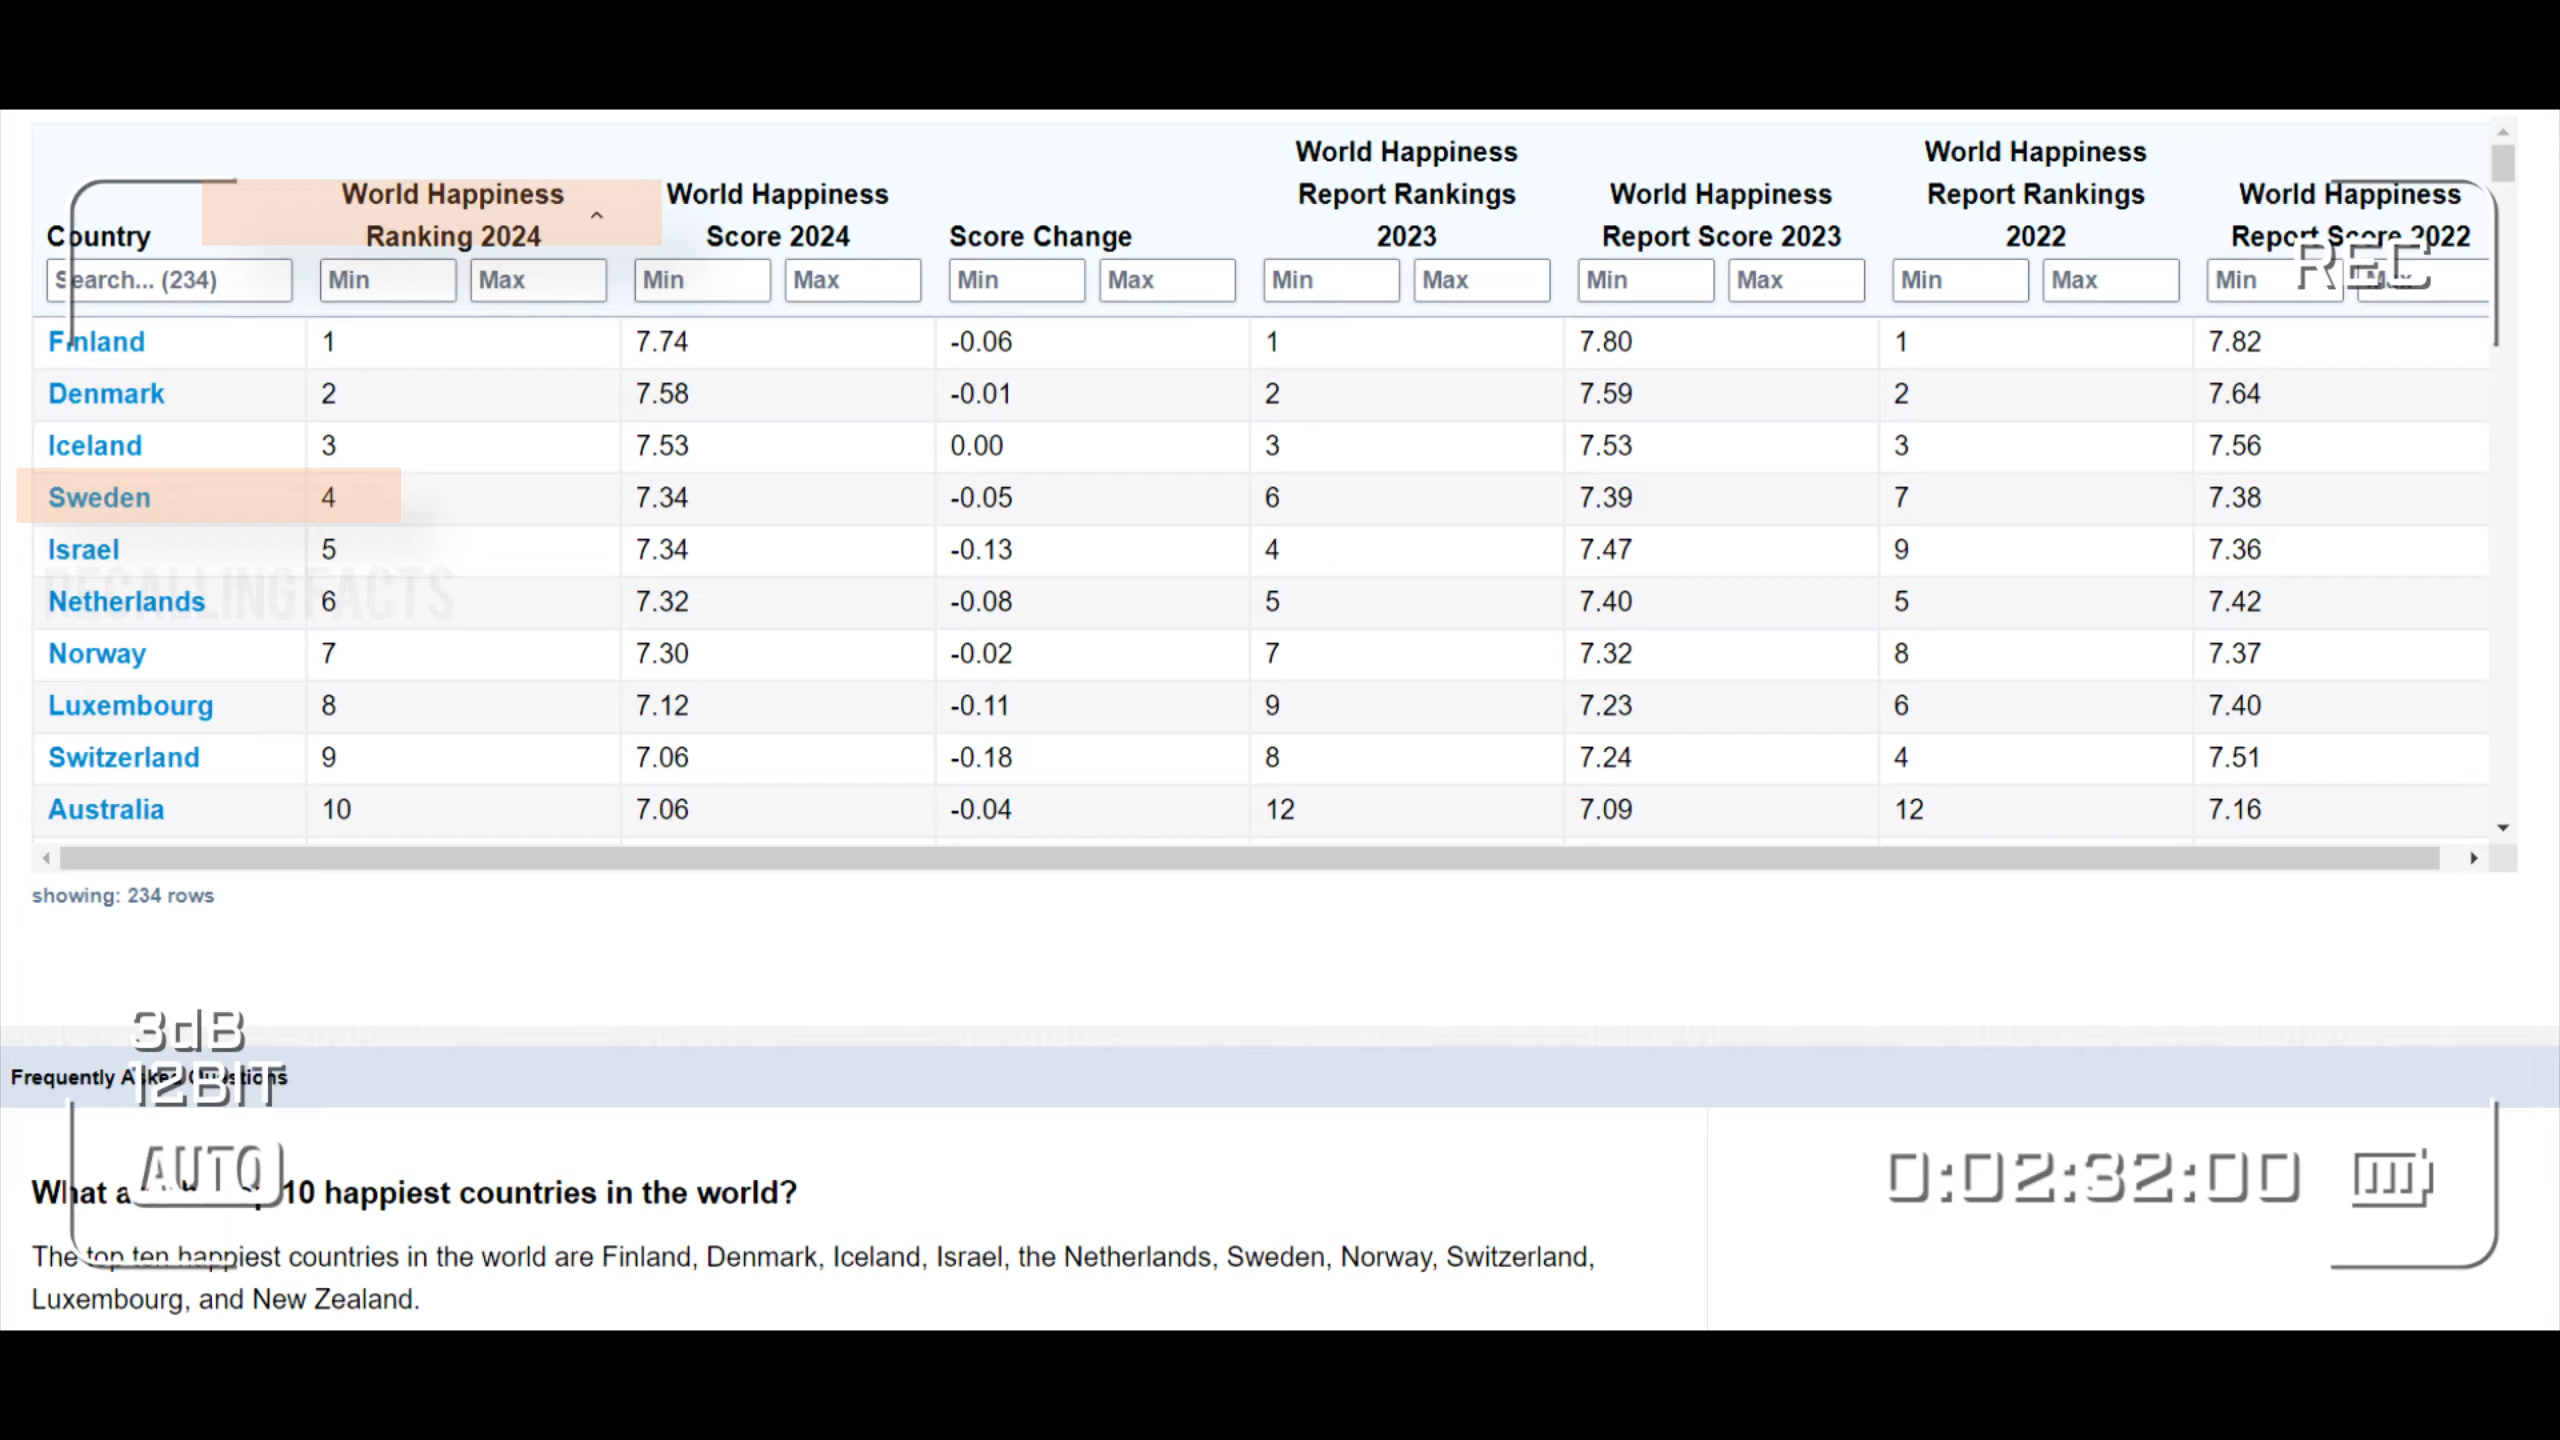 World Happiness World Happiness
World Happiness World Happiness Report Rankings World Happiness Report Rankings World Happiness
Country Ranking 2024 Score 2024 Score Change 2023 Report Score 2023 2022 Report Score 2022
Search... (234) Min Max Min Max Min Max Min Max Min Max Min Max Min Max
REC
Finland 1 7.74 -0.06 1 7.80 1 7.82
Denmark 2 7.58 -0.01 2 7.59 2 7.64
Iceland 3 7.53 0.00 3 7.53 3 7.56
Sweden 4 7.34 -0.05 6 7.39 7 7.38
Israel 5 7.34 -0.13 4 7.47 9 7.36
RECALLING FACTS
Netherlands 6 7.32 -0.08 5 7.40 5 7.42
Norway 7 7.30 -0.02 7 7.32 8 7.37
Luxembourg 8 7.12 -0.11 9 7.23 6 7.40
Switzerland 9 7.06 -0.18 8 7.24 4 7.51
Australia 10 7.06 -0.04 12 7.09 12 7.16
showing: 234 rows
3dB
Frequently Asked Questions
12BIT
AUTO
0:02:32:00
What are the top 10 happiest countries in the world?
The top ten happiest countries in the world are Finland, Denmark, Iceland, Israel, the Netherlands, Sweden, Norway, Switzerland,
Luxembourg, and New Zealand.